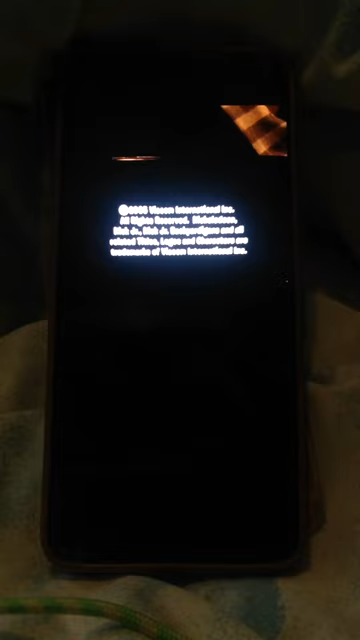 Viacom International Inc.
All Rights Reserved. Nickelodeon,
Nick Jr., Nick Jr. and all
related Titles, Logos and Characters are
trademarks of Viacom International Inc.